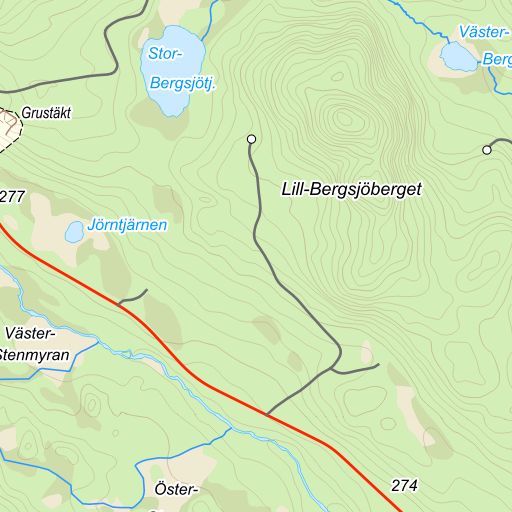 Stor-
Bergsjötj.
Väster-
Berg
Grustäkt
Lill-Bergsjöberget
277
Jörntjärnen
Väster-
Stenmyran
Öster-
274